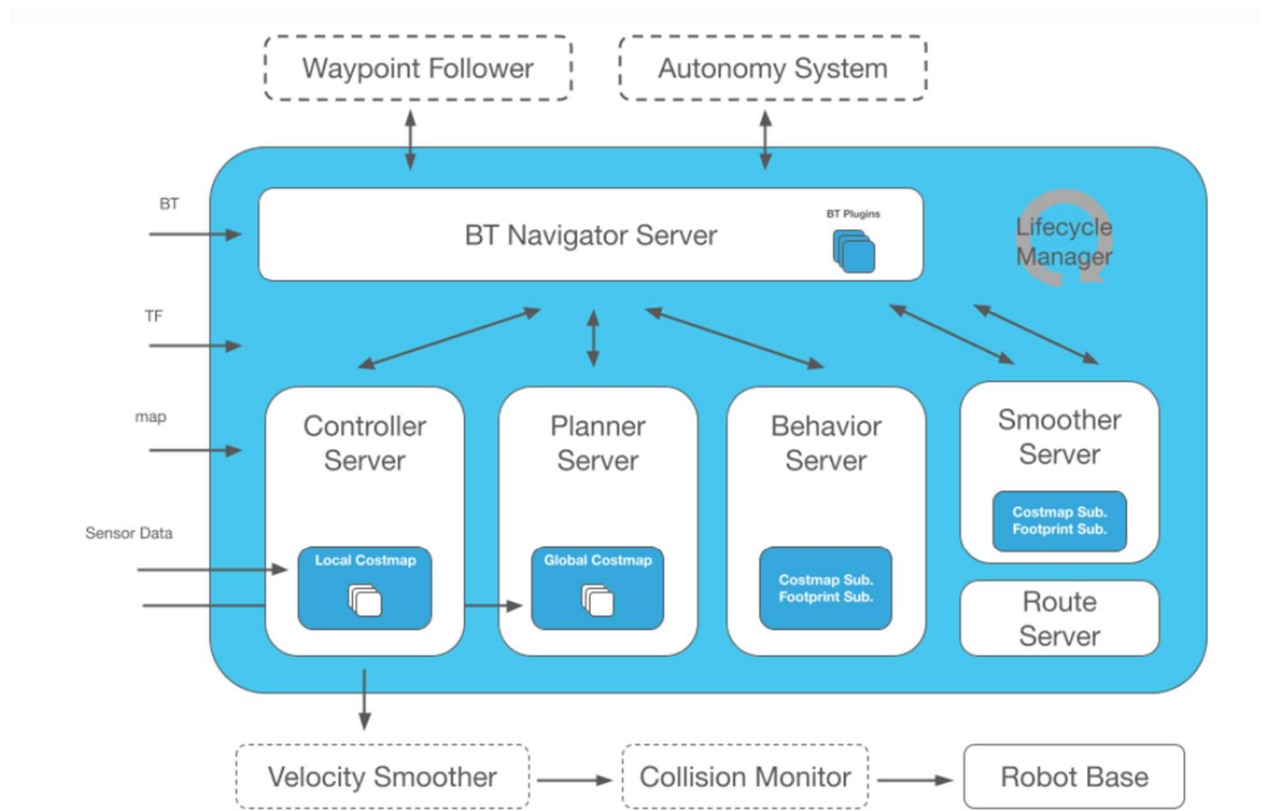 Waypoint Follower
Autonomy System
BT
BT Navigator Server
BT Plugins
Lifecycle
Manager
TF
map
Sensor Data
Controller
Server
Local Costmap
Planner
Server
Global Costmap
Behavior
Server
Costmap Sub.
Footprint Sub.
Smoother
Server
Costmap Sub.
Footprint Sub.
Route
Server
Velocity Smoother
Collision Monitor
Robot Base